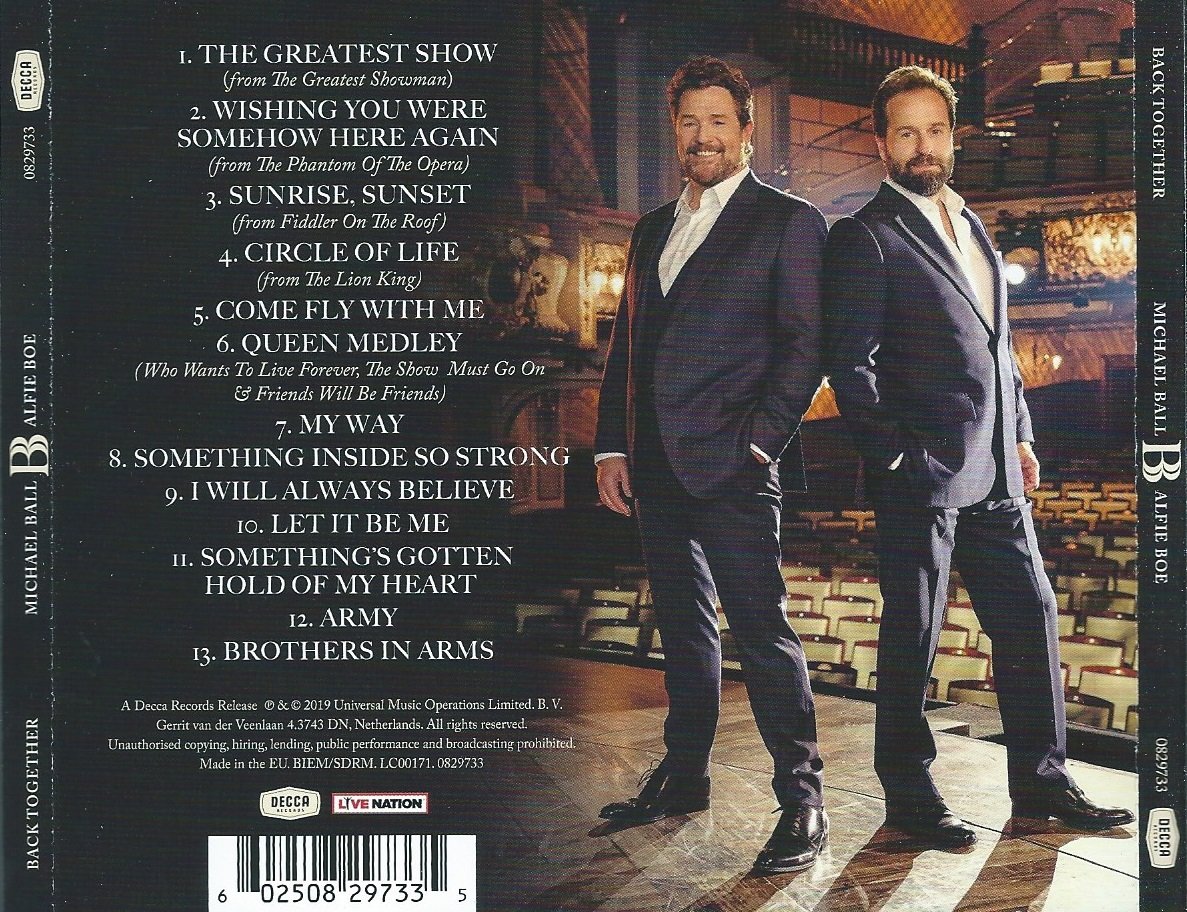 DECCA
RECORDS
0829733
MICHAEL BALL B ALFIE BOE
BACK TOGETHER
1. THE GREATEST SHOW
(from The Greatest Showman)
2. WISHING YOU WERE
SOMEHOW HERE AGAIN
(from The Phantom Of The Opera)
3. SUNRISE, SUNSET
(from Fiddler On The Roof)
4. CIRCLE OF LIFE
(from The Lion King)
5. COME FLY WITH ME
6. QUEEN MEDLEY
(Who Wants To Live Forever, The Show Must Go On
& Friends Will Be Friends)
7. MY WAY
8. SOMETHING INSIDE SO STRONG
9. I WILL ALWAYS BELIEVE
10. LET IT BE ME
11. SOMETHING'S GOTTEN
HOLD OF MY HEART
12. ARMY
13. BROTHERS IN ARMS
A Decca Records Release ℗ & © 2019 Universal Music Operations Limited. B. V.
Gerrit van der Veenlaan 4.3743 DN, Netherlands. All rights reserved.
Unauthorised copying, hiring, lending, public performance and broadcasting prohibited.
Made in the EU. BIEM/SDRM. LC00171. 0829733
DECCA
RECORDS
LIVE NATION
6 02508 29733 5
BACK TOGETHER
MICHAEL BALL B ALFIE BOE
0829733
DECCA
RECORDS